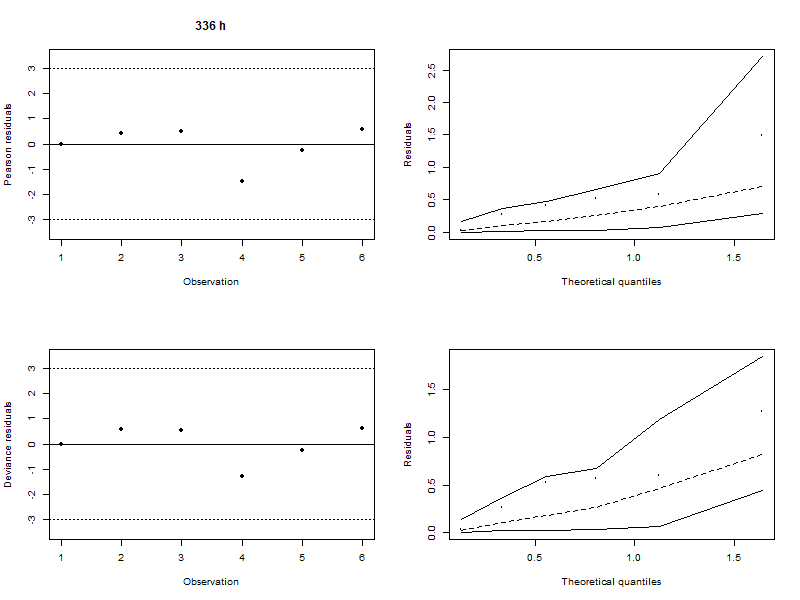 336 h
Pearson residuals
3
2
1
0
-1
-2
-3
1 2 3 4 5 6
Observation
Residuals
2.5
2.0
1.5
1.0
0.5
0.0
0.5 1.0 1.5
Theoretical quantiles
Deviance residuals
3
2
1
0
-1
-2
-3
1 2 3 4 5 6
Observation
Residuals
1.5
1.0
0.5
0.0
0.5 1.0 1.5
Theoretical quantiles